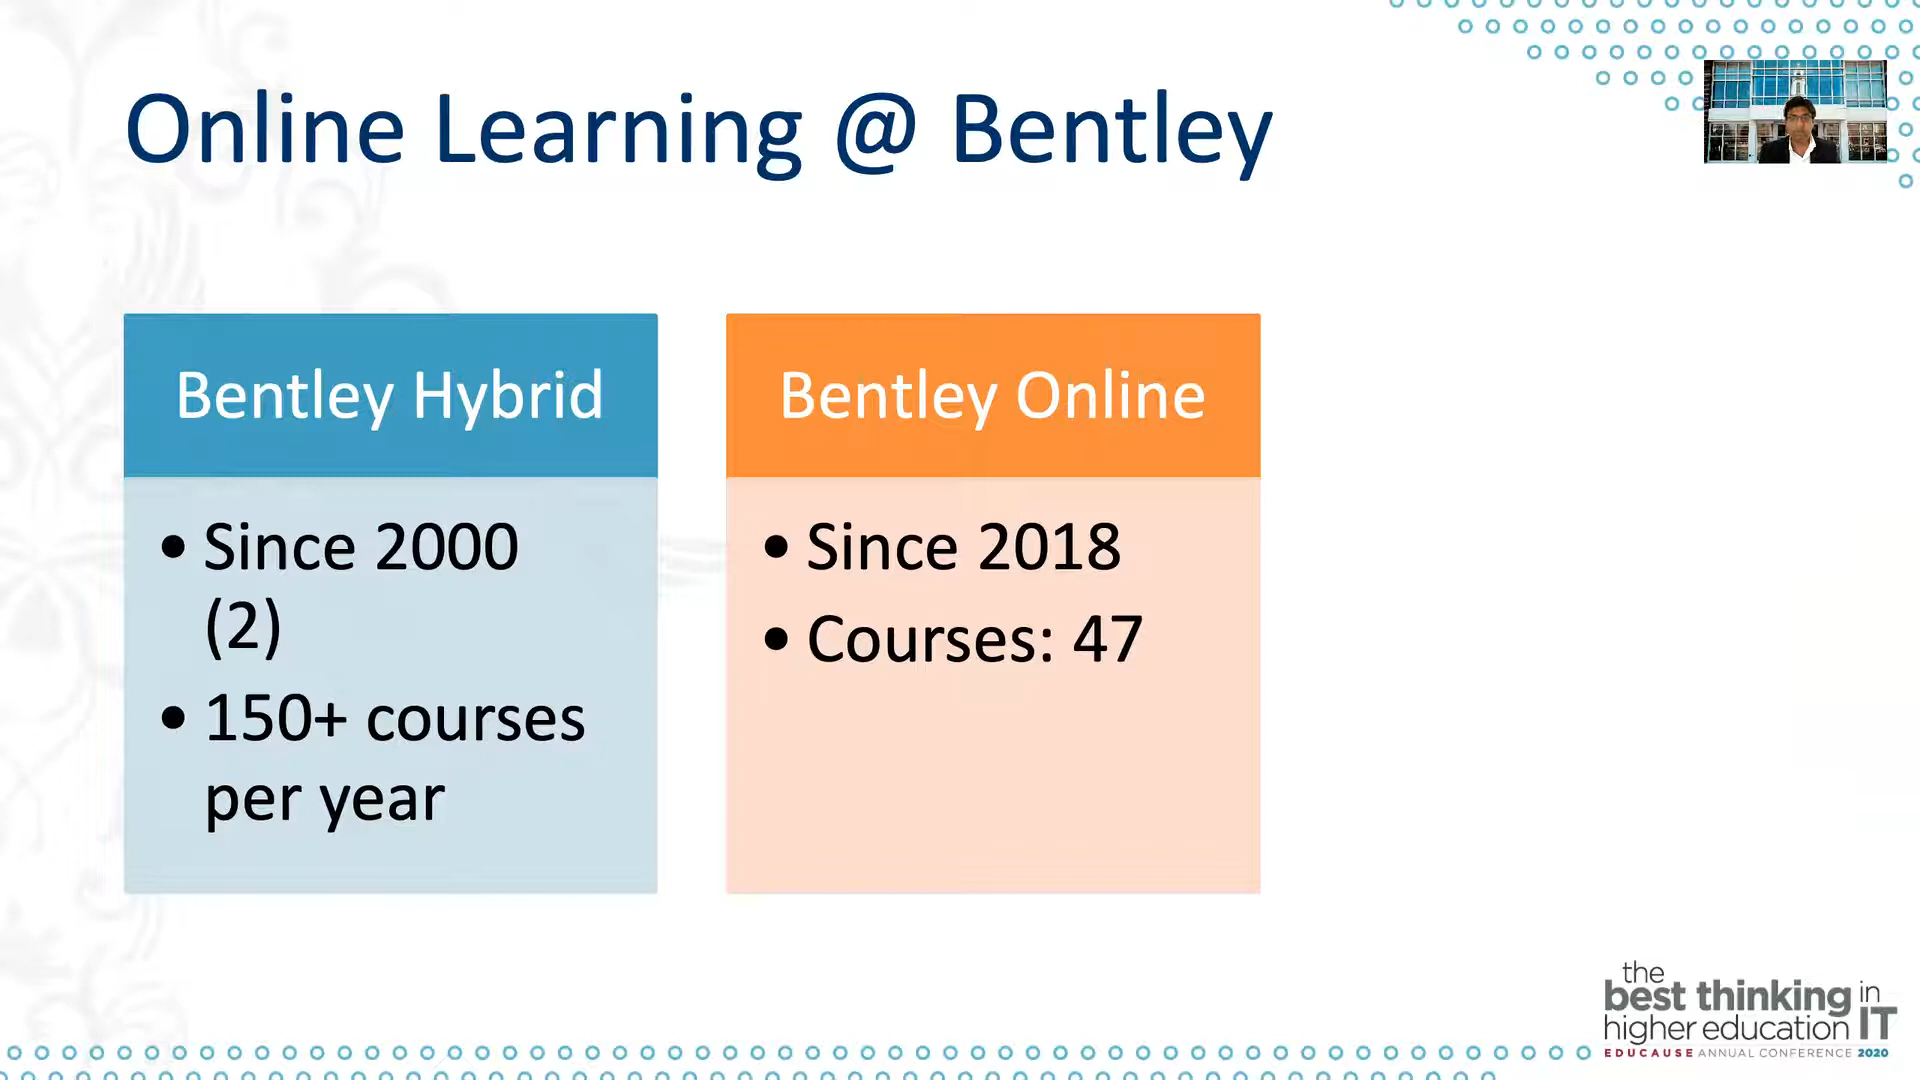 Online Learning @ Bentley
Bentley Hybrid
• Since 2000
(2)
• 150+ courses
per year
Bentley Online
• Since 2018
• Courses: 47
the
best thinking in
higher education IT
EDUCAUSE ANNUAL CONFERENCE 2020